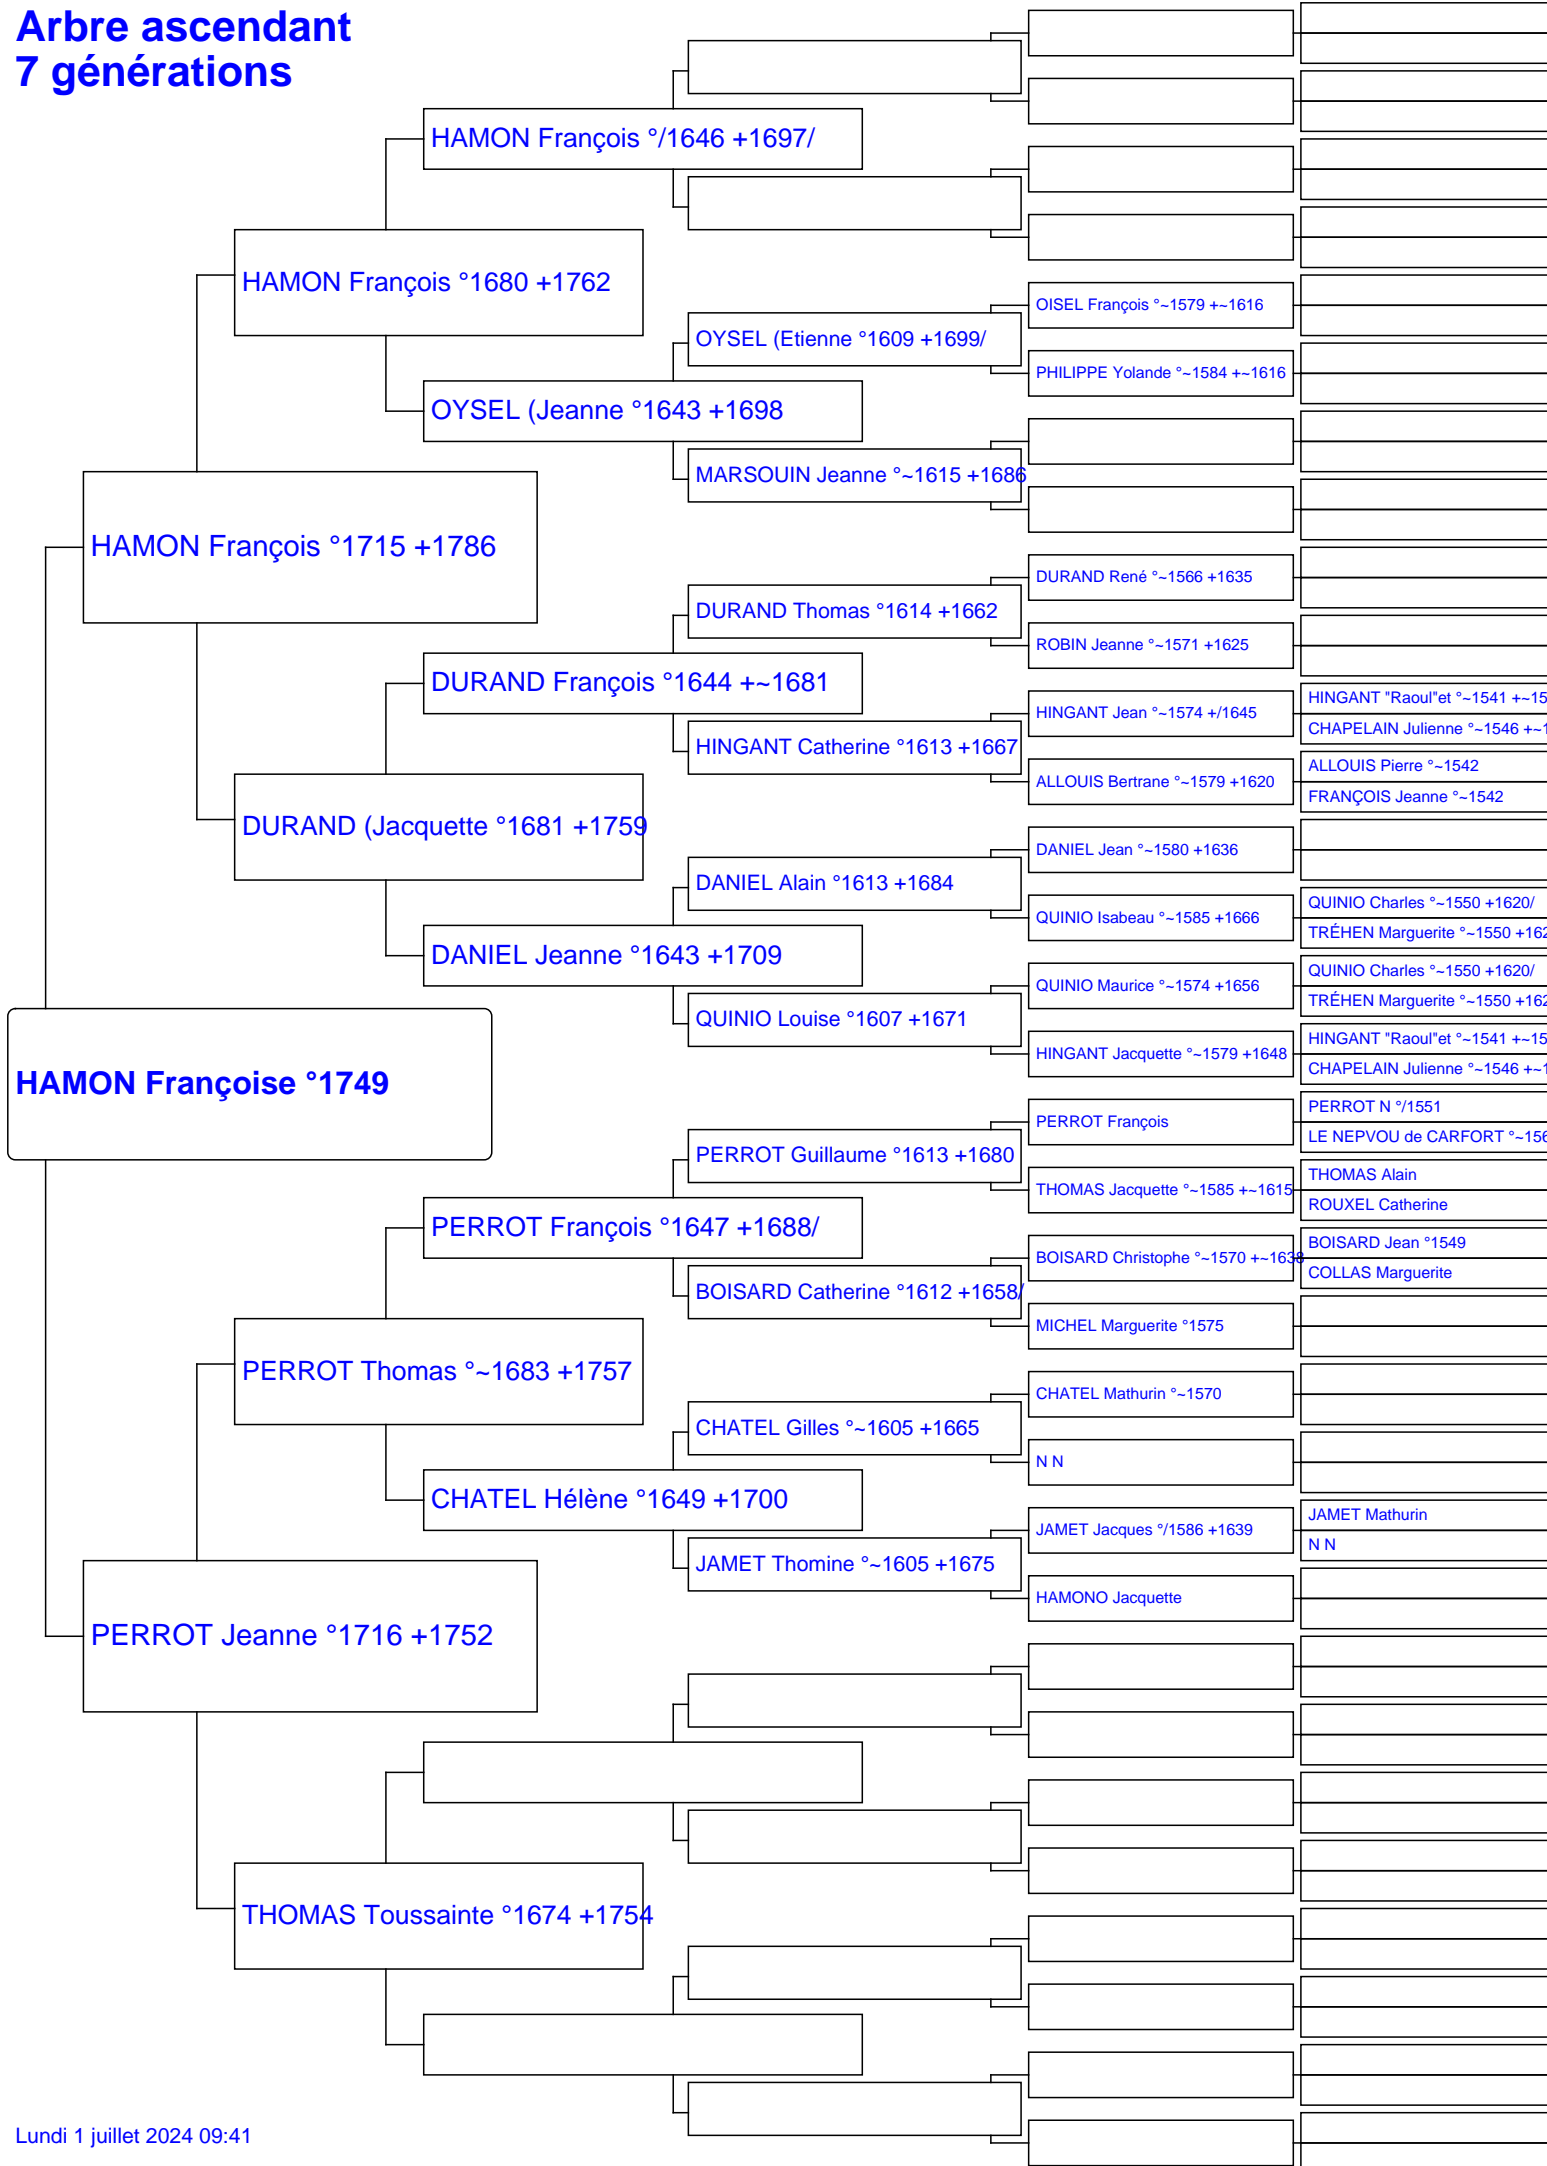 Arbre ascendant
7 générations
HAMON Françoise °1749
HAMON François °1715 +1786
PERROT Jeanne °1716 +1752
HAMON François °1680 +1762
DURAND (Jacquette °1681 +1759
PERROT Thomas °~1683 +1757
THOMAS Toussainte °1674 +1754
HAMON François °/1646 +1697/
OYSEL (Jeanne °1643 +1698
DURAND François °1644 +~1681
DANIEL Jeanne °1643 +1709
PERROT François °1647 +1688/
CHATEL Hélène °1649 +1700
OYSEL (Etienne °1609 +1699/
MARSOUIN Jeanne °~1615 +1686
DURAND Thomas °1614 +1662
HINGANT Catherine °1613 +1667
DANIEL Alain °1613 +1684
QUINIO Louise °1607 +1671
PERROT Guillaume °1613 +1680
BOISARD Catherine °1612 +1658/
CHATEL Gilles °~1605 +1665
JAMET Thomine °~1605 +1675
OISEL François °~1579 +~1616
PHILIPPE Yolande °~1584 +~1616
DURAND René °~1566 +1635
ROBIN Jeanne °~1571 +1625
HINGANT Jean °~1574 +/1645
ALLOUIS Bertrane °~1579 +1620
DANIEL Jean °~1580 +1636
QUINIO Isabeau °~1585 +1666
QUINIO Maurice °~1574 +1656
HINGANT Jacquette °~1579 +1648
PERROT François
THOMAS Jacquette °~1585 +~1615
BOISARD Christophe °~1570 +~1638
MICHEL Marguerite °1575
CHATEL Mathurin °~1570
N N
JAMET Jacques °/1586 +1639
HAMONO Jacquette
HINGANT "Raoul"et °~1541 +~15
CHAPELAIN Julienne °~1546 +~1
ALLOUIS Pierre °~1542
FRANÇOIS Jeanne °~1542
QUINIO Charles °~1550 +1620/
TRÉHEN Marguerite °~1550 +162
QUINIO Charles °~1550 +1620/
TRÉHEN Marguerite °~1550 +162
HINGANT "Raoul"et °~1541 +~15
CHAPELAIN Julienne °~1546 +~1
PERROT N °/1551
LE NEPVOU de CARFORT °~156
THOMAS Alain
ROUXEL Catherine
BOISARD Jean °1549
COLLAS Marguerite
JAMET Mathurin
N N
Lundi 1 juillet 2024 09:41